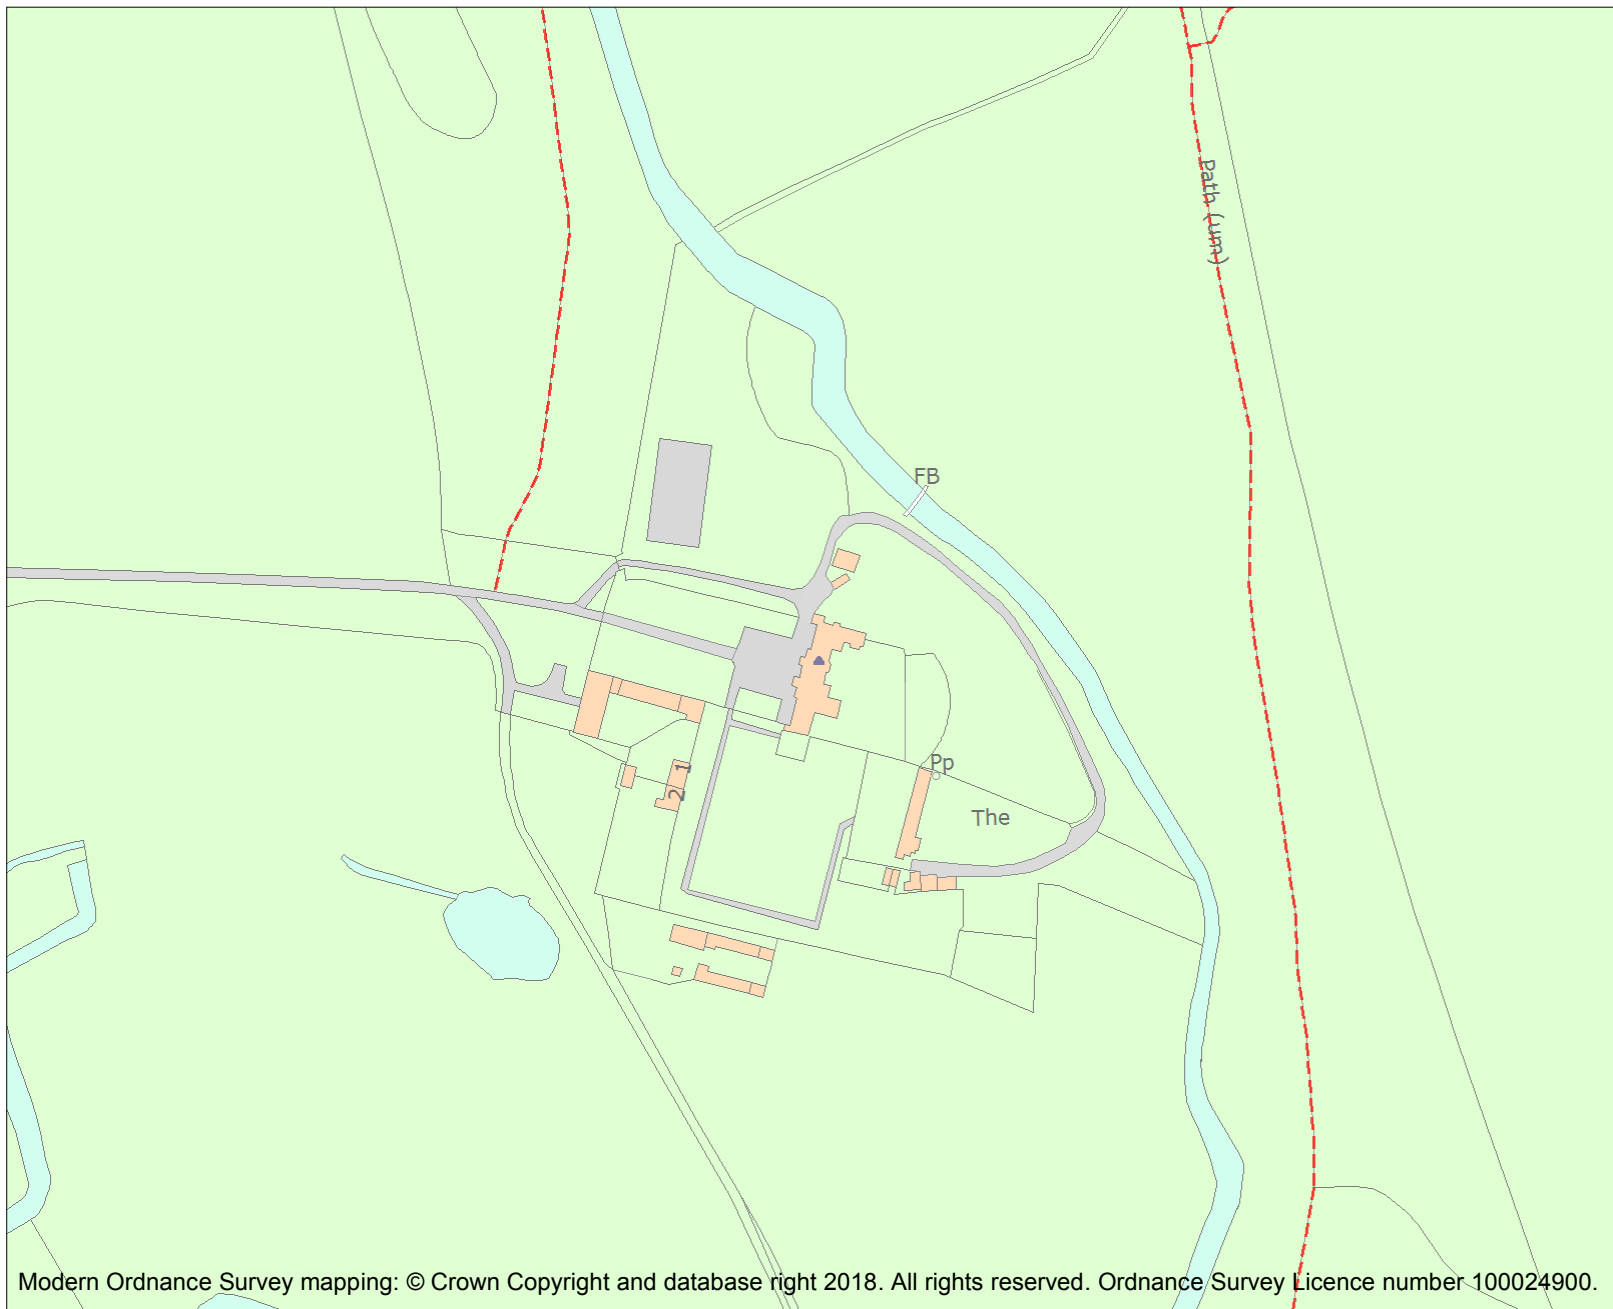 Path (um)
FB
Pp
1
2
The
Modern Ordnance Survey mapping: © Crown Copyright and database right 2018. All rights reserved. Ordnance Survey Licence number 100024900.